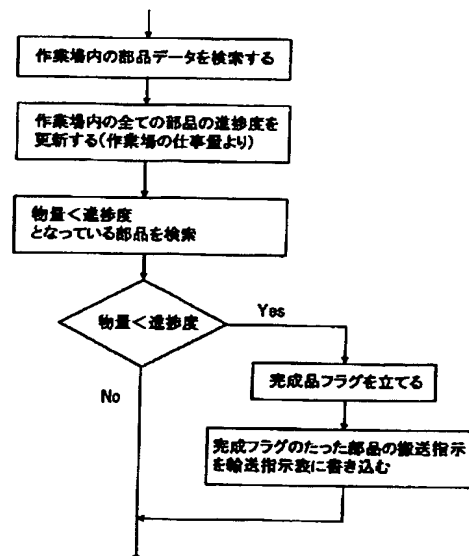 作業場内の部品データを検索する
作業場内の全ての部品の進捗度を
更新する(作業場の仕事量より)
物量<進捗度
となっている部品を検索
物量<進捗度
Yes
No
完成品フラグを立てる
完成フラグのたった部品の搬送指示
を輸送指示表に書き込む